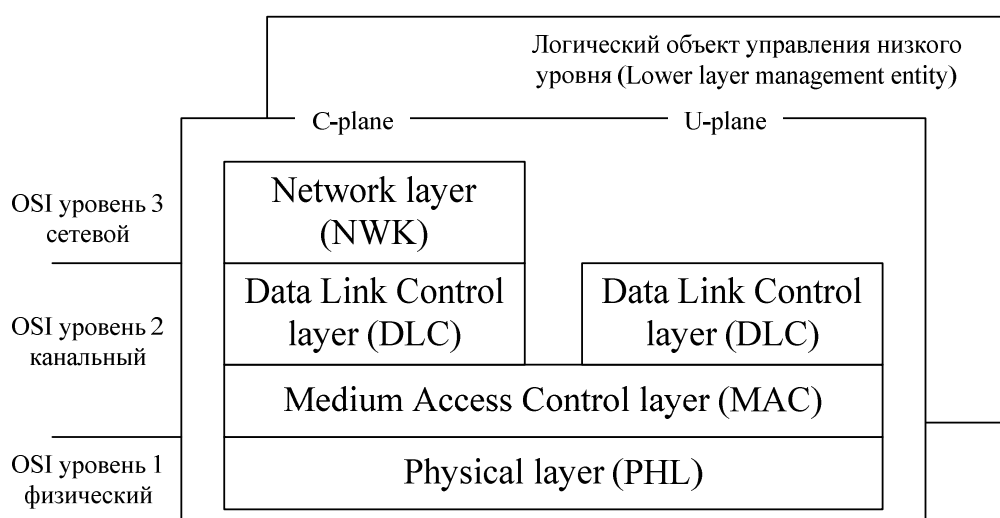 Логический объект управления низкого
уровня (Lower layer management entity)
C-plane
U-plane
OSI уровень 3
сетевой
Network layer
(NWK)
OSI уровень 2
канальный
Data Link Control
layer (DLC)
Data Link Control
layer (DLC)
Medium Access Control layer (MAC)
OSI уровень 1
физический
Physical layer (PHL)